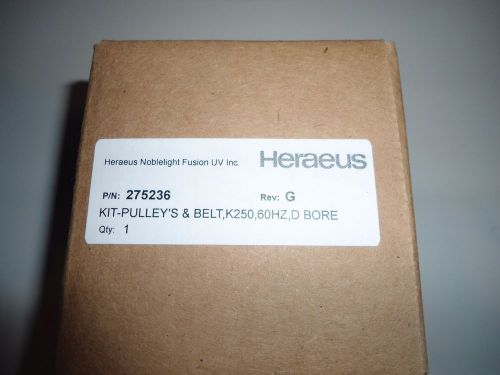 Heraeus Noblelight Fusion UV Inc. Heraeus
P/N: 275236 Rev: G
KIT-PULLEY'S & BELT,K250,60HZ,D BORE
Qty: 1